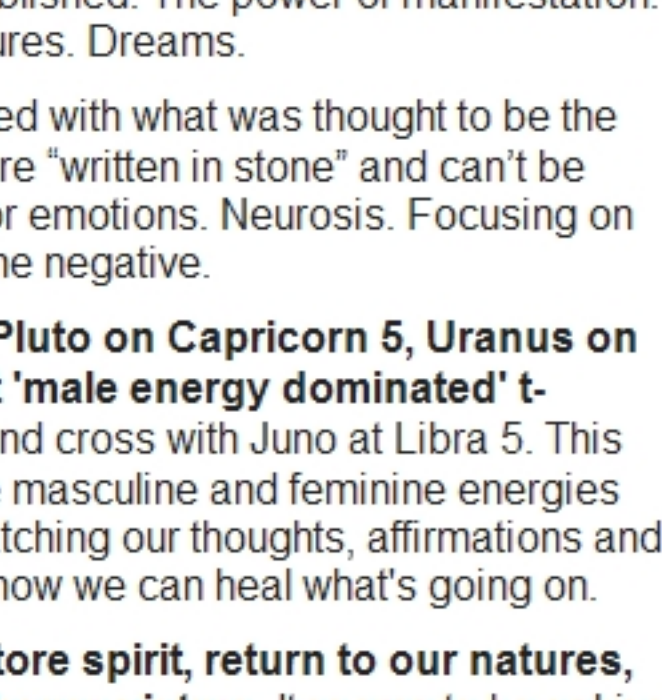 ures. Dreams.
ed with what was thought to be the
re “written in stone” and can’t be
or emotions. Neurosis. Focusing on
he negative.
Pluto on Capricorn 5, Uranus on
t 'male energy dominated' t-
nd cross with Juno at Libra 5. This
e masculine and feminine energies
tching our thoughts, affirmations and
how we can heal what's going on.
tore spirit, return to our natures,